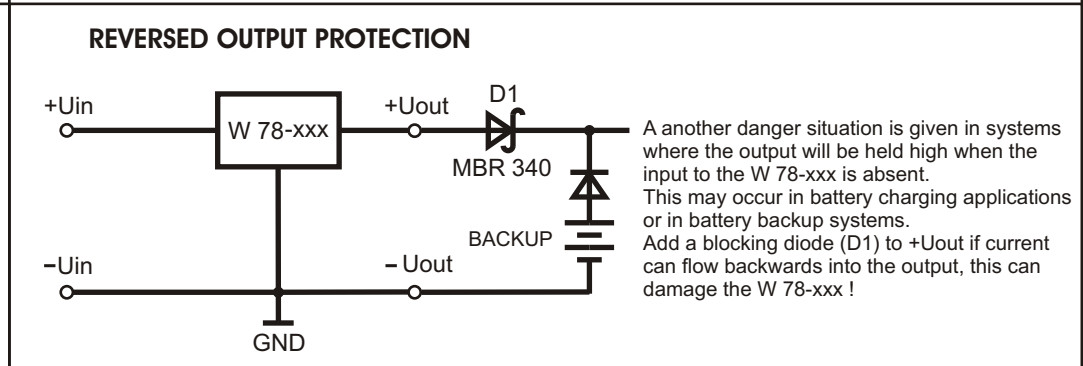 REVERSED OUTPUT PROTECTION
+Uin
W 78-xxx
+Uout
D1
MBR 340
BACKUP
–Uin
– Uout
GND
A another danger situation is given in systems
where the output will be held high when the
input to the W 78-xxx is absent.
This may occur in battery charging applications
or in battery backup systems.
Add a blocking diode (D1) to +Uout if current
can flow backwards into the output, this can
damage the W 78-xxx !